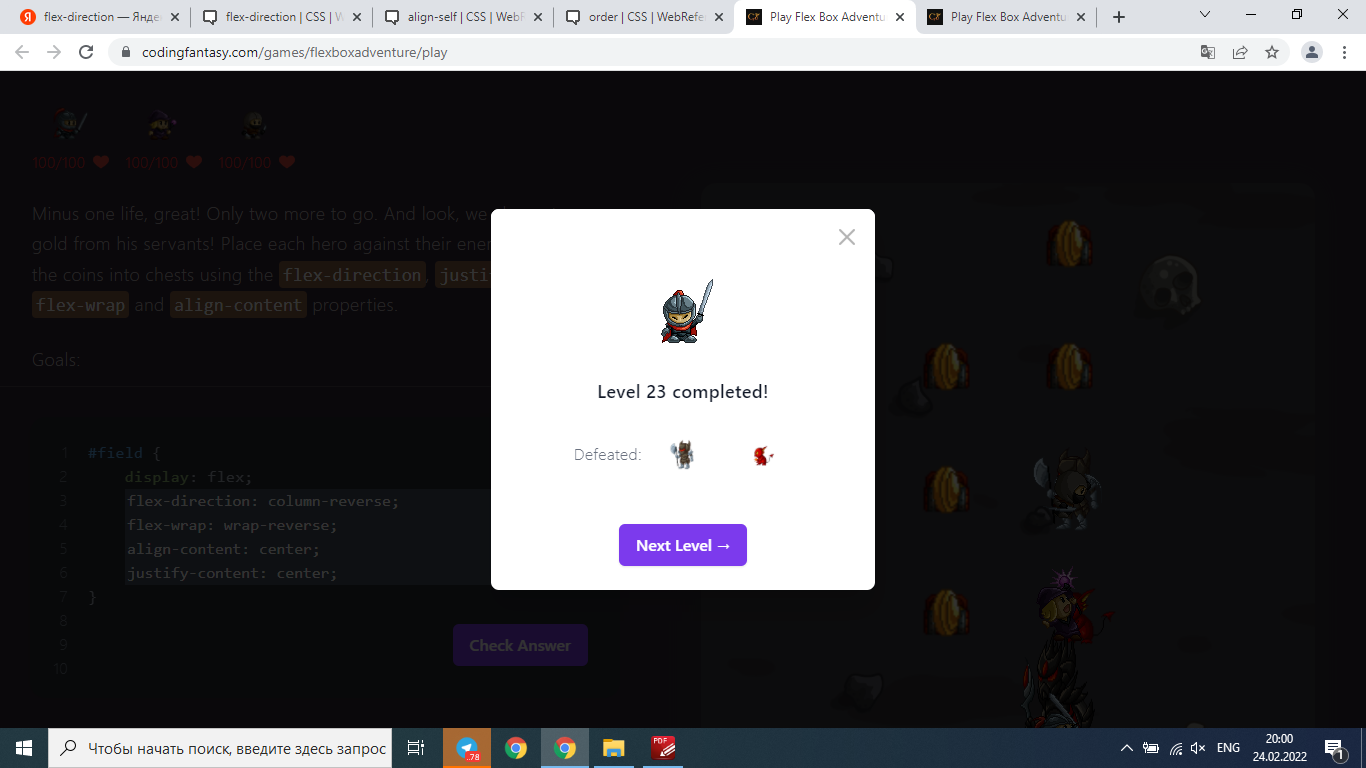 flex-direction — Янде
flex-direction | CSS | W
align-self | CSS | WebR
order | CSS | WebRefe
Play Flex Box Adventu
Play Flex Box Adventu
codingfantasy.com/games/flexboxadventure/play
100/100 100/100 100/100
Minus one life, great! Only two more to go. And look, we
gold from his servants! Place each hero against their ene
the coins into chests using the flex-direction, justi
flex-wrap and align-content properties.
Goals:
1 #field {
2 display: flex;
3 flex-direction: column-reverse;
4 flex-wrap: wrap-reverse;
5 align-content: center;
6 justify-content: center;
7 }
8
9
10
Check Answer
Level 23 completed!
Defeated:
Next Level →
Чтобы начать поиск, введите здесь запрос
.78
PDF
ENG
20:00
24.02.2022
1